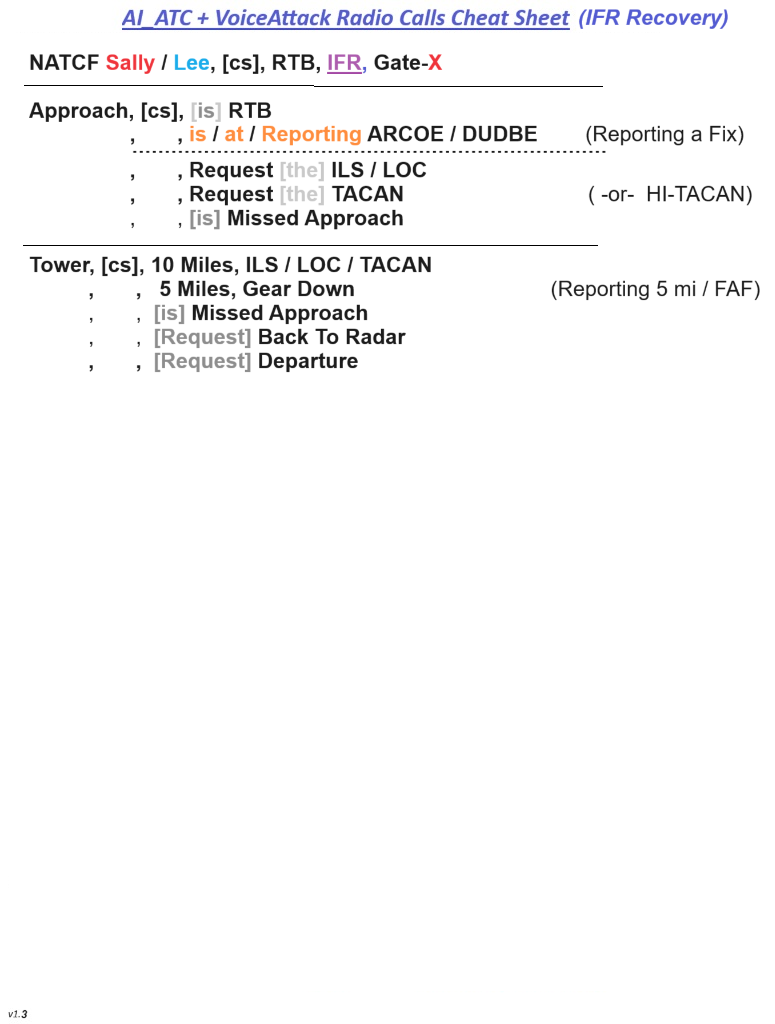 AI_ATC + VoiceAttack Radio Calls Cheat Sheet (IFR Recovery)
NATCF Sally / Lee, [cs], RTB, IFR, Gate-X
Approach, [cs], [is] RTB
, , is / at / Reporting ARCOE / DUDBE (Reporting a Fix)
, , Request [the] ILS / LOC
, , Request [the] TACAN ( -or- HI-TACAN)
, , [is] Missed Approach
Tower, [cs], 10 Miles, ILS / LOC / TACAN
, , 5 Miles, Gear Down (Reporting 5 mi / FAF)
, , [is] Missed Approach
, , [Request] Back To Radar
, , [Request] Departure
v1.3